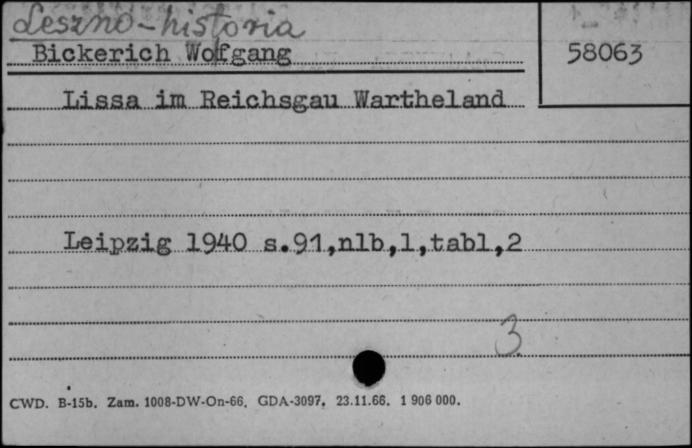 Leszno-historia
Bickerich Wolfgang
58063
Lissa im Reichsgau Wartheland
Leipzig 1940 s.91,nlb,1,tabl,2
3
CWD. B-15b. Zam. 1008-DW-On-66. GDA-3097. 23.11.66. 1 906 000.